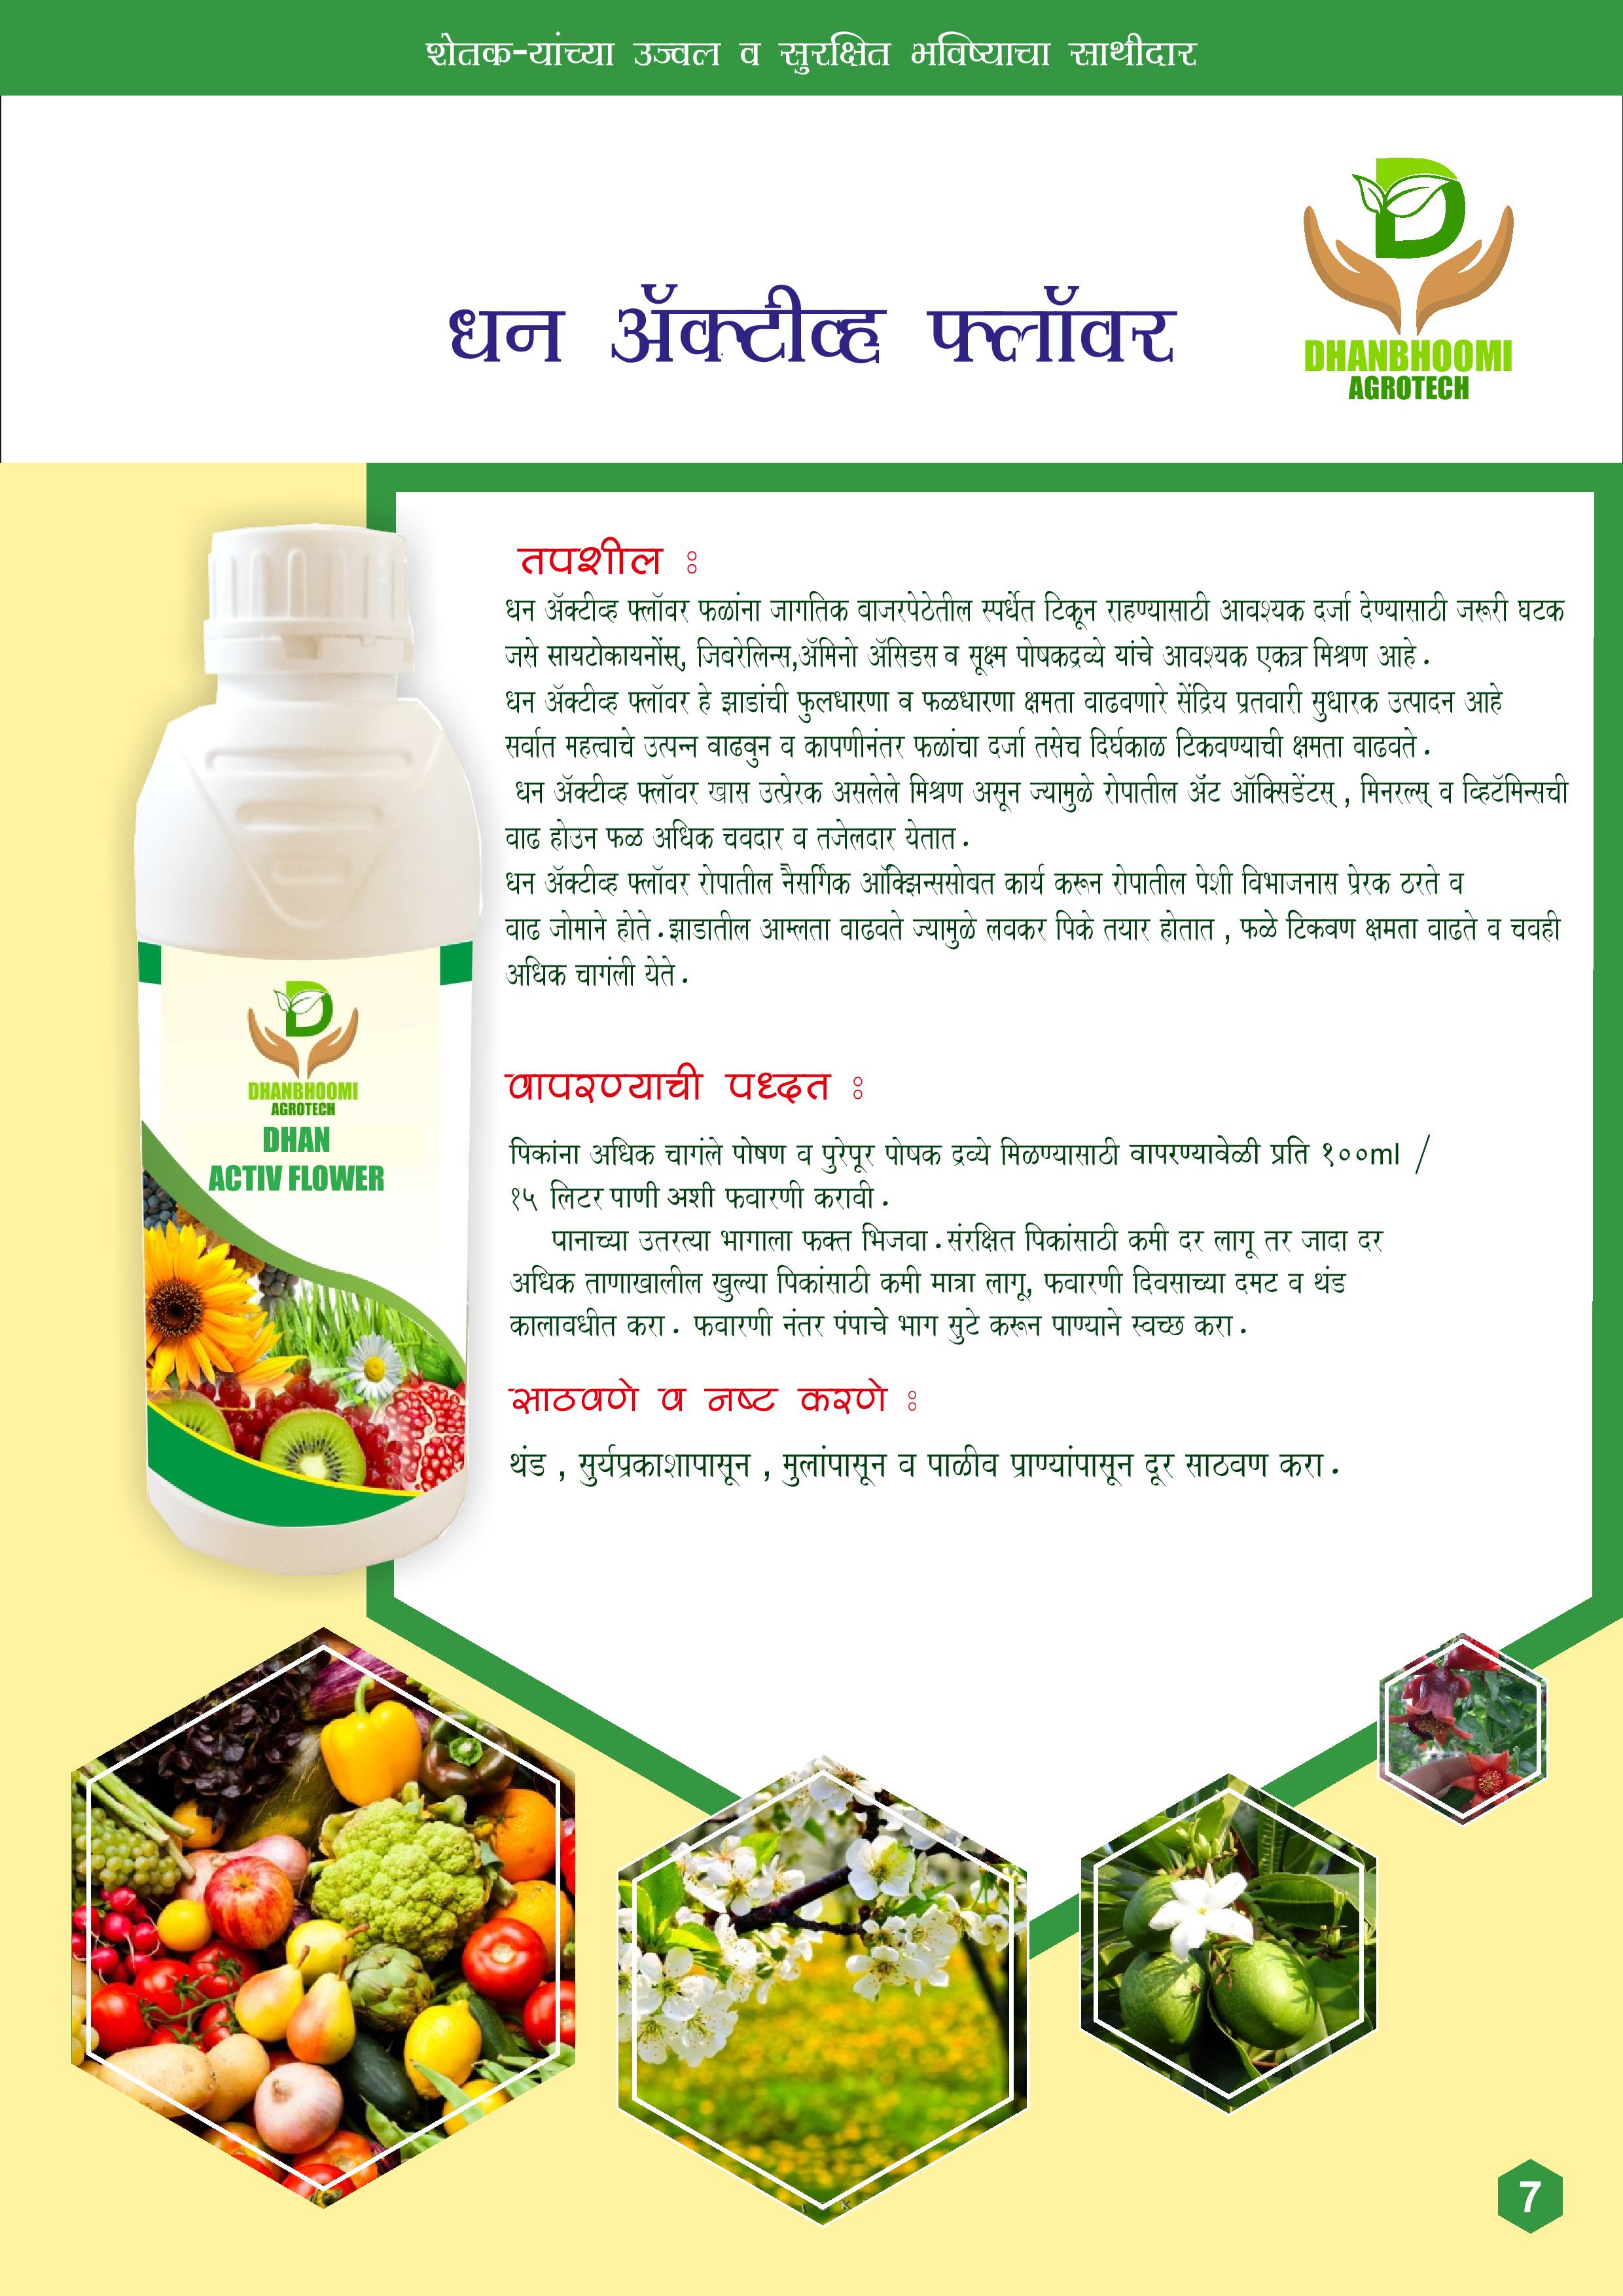 शेतक-यांच्या उज्वल व सुरक्षित भविष्याचा साथीदार
धन ॲक्टीव्ह फ्लॉवर
DHANBHOOMI
AGROTECH
तपशील :
धन ॲक्टीव्ह फ्लॉवर फळांना जागतिक बाजरपेठेतील स्पर्धेत टिकून राहण्यासाठी आवश्यक दर्जा देण्यासाठी जरूरी घटक
जसे सायटोकायनोंस्, जिबरेलिन्स,ॲमिनो ॲसिडस व सूक्ष्म पोषकद्रव्ये यांचे आवश्यक एकत्र मिश्रण आहे.
धन ॲक्टीव्ह फ्लॉवर हे झाडांची फुलधारणा व फळधारणा क्षमता वाढवणारे सेंद्रिय प्रतवारी सुधारक उत्पादन आहे
सर्वात महत्वाचे उत्पन्न वाढवुन व कापणीनंतर फळांचा दर्जा तसेच दिर्घकाळ टिकवण्याची क्षमता वाढवते.
धन ॲक्टीव्ह फ्लॉवर खास उत्प्रेरक असलेले मिश्रण असून ज्यामुळे रोपातील ॲंट ऑक्सिडेंटस् , मिनरल्स् व व्हिटॅमिन्सची
वाढ होउन फळ अधिक चवदार व तजेलदार येतात.
धन ॲक्टीव्ह फ्लॉवर रोपातील नैसर्गिक ऑक्झिन्ससोबत कार्य करून रोपातील पेशी विभाजनास प्रेरक ठरते व
वाढ जोमाने होते.झाडातील आम्लता वाढवते ज्यामुळे लवकर पिके तयार होतात , फळे टिकवण क्षमता वाढते व चवही
अधिक चागंली येते.
DHANBHOOMI
AGROTECH
DHAN
ACTIV FLOWER
वापरण्याची पध्दत :
पिकांना अधिक चागंले पोषण व पुरेपूर पोषक द्रव्ये मिळण्यासाठी वापरण्यावेळी प्रति १००ml /
१५ लिटर पाणी अशी फवारणी करावी.
पानाच्या उतरत्या भागाला फक्त भिजवा.संरक्षित पिकांसाठी कमी दर लागू तर जादा दर
अधिक ताणाखालील खुल्या पिकांसाठी कमी मात्रा लागू, फवारणी दिवसाच्या दमट व थंड
कालावधीत करा. फवारणी नंतर पंपाचे भाग सुटे करून पाण्याने स्वच्छ करा.
साठवणे व नष्ट करणे :
थंड , सुर्यप्रकाशापासून , मुलांपासून व पाळीव प्राण्यांपासून दूर साठवण करा.
7